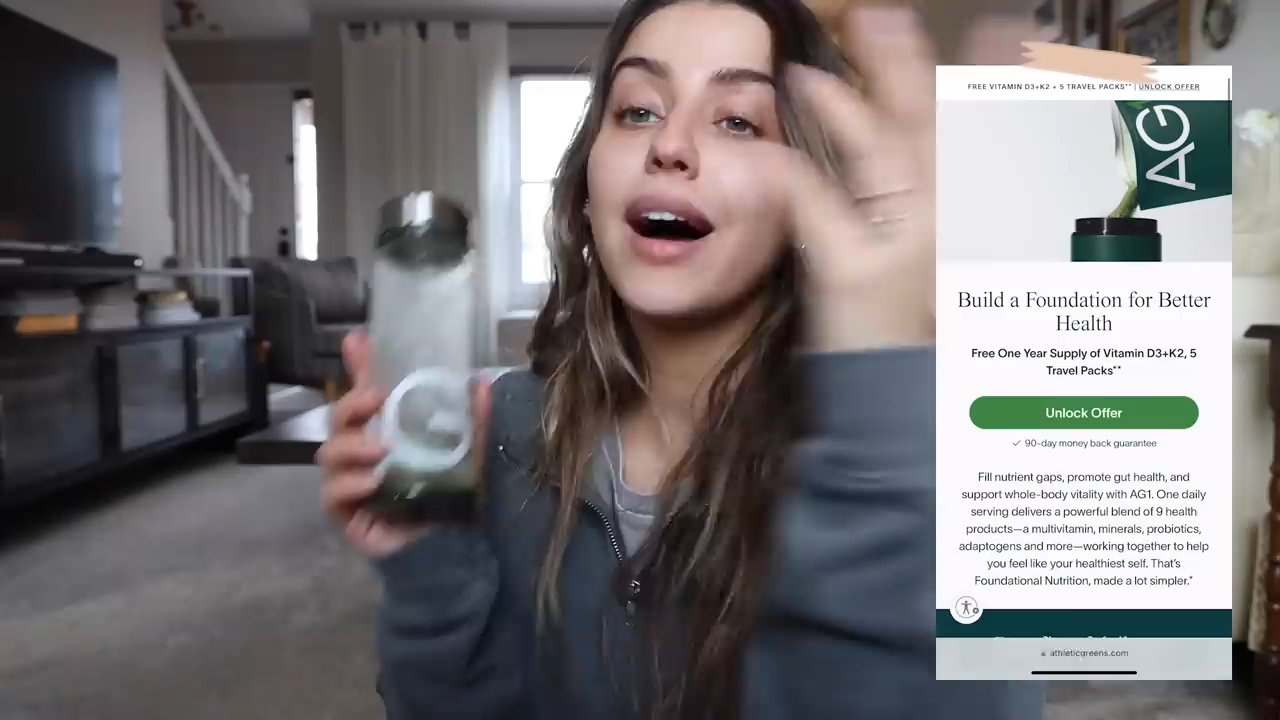 FREE VITAMIN D3+K2 + 5 TRAVEL PACKS** | UNLOCK OFFER
AG
Build a Foundation for Better
Health
Free One Year Supply of Vitamin D3+K2, 5
Travel Packs**
Unlock Offer
90-day money back guarantee
Fill nutrient gaps, promote gut health, and
support whole-body vitality with AG1. One daily
serving delivers a powerful blend of 9 health
products—a multivitamin, minerals, probiotics,
adaptogens and more—working together to help
you feel like your healthiest self. That's
Foundational Nutrition, made a lot simpler.*
athleticgreens.com